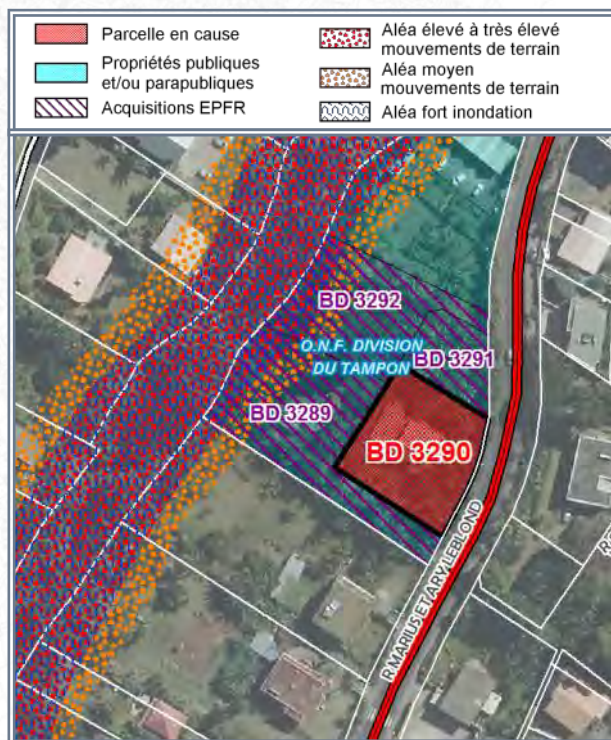 Parcelle en cause
Propriétés publiques
et/ou parapubliques
Acquisitions EPFR
Aléa élevé à très élevé
mouvements de terrain
Aléa moyen
mouvements de terrain
Aléa fort inondation
BD 3292
O.N.F. DIVISION
DU TAMPON
BD 3291
BD 3289
BD 3290
R MARIUS ET ARY LEBLOND